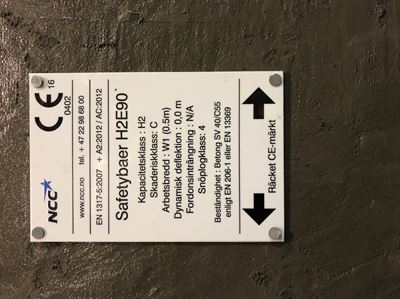 NCC
CE 16
0402
www.ncc.no tel. + 47 22 98 68 00
EN 1317-5:2007 + A2:2012 / AC:2012
Safetybaer H2E90
Kapacitetsklass : H2
Skaderiskklass : C
Arbetsbredd : W1 (0.5m)
Dynamisk deflektion : 0,0 m
Fordonsinträngning : N/A
Snöplogklass: 4
Beständighet : Betong SV 40/C55
enligt EN 206-1 eller EN 13369
Räcket CE-märkt